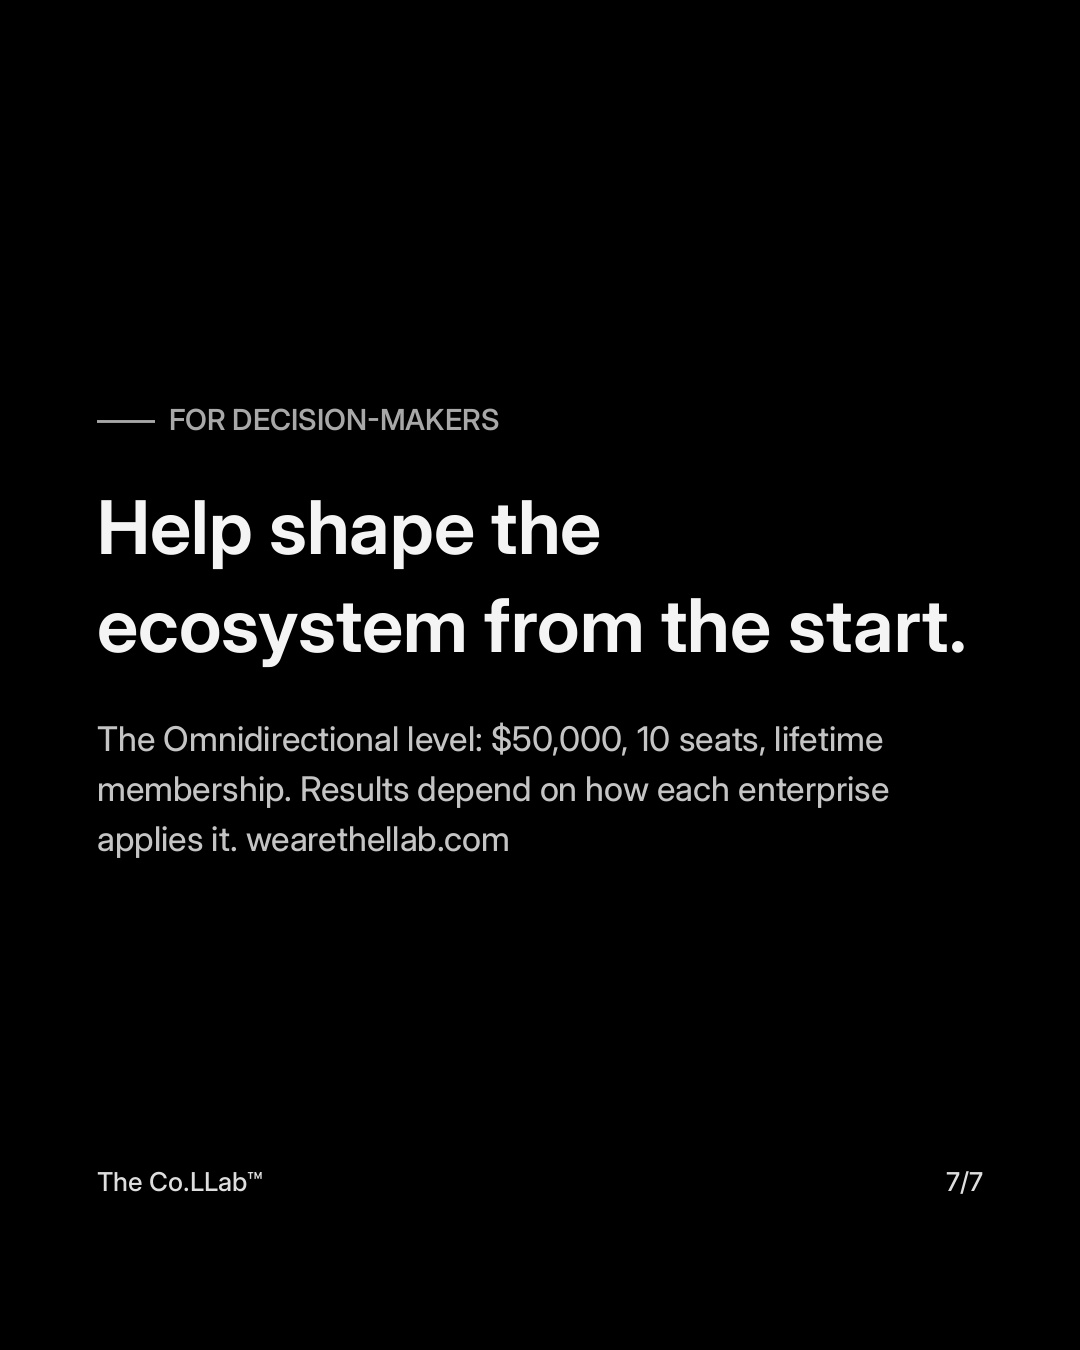 FOR DECISION-MAKERS
Help shape the
ecosystem from the start.
The Omnidirectional level: $50,000, 10 seats, lifetime
membership. Results depend on how each enterprise
applies it. wearethellab.com
The Co.LLab™
7/7